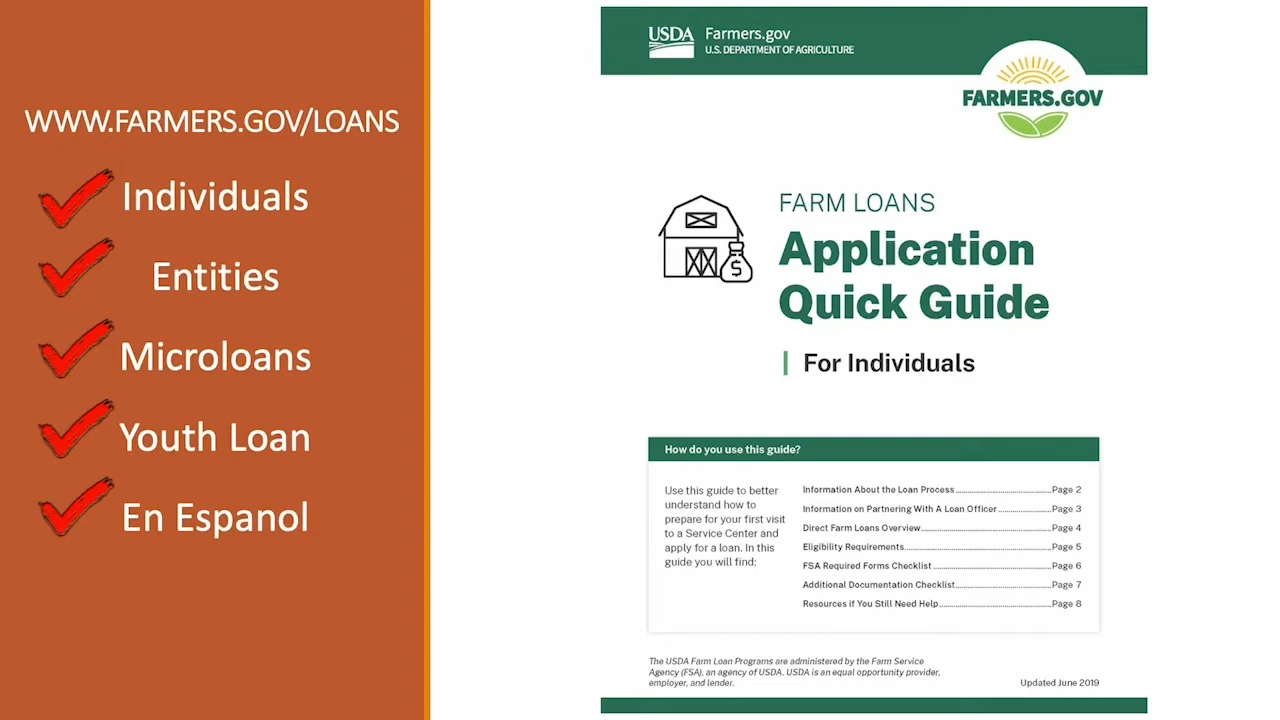 WWW.FARMERS.GOV/LOANS
Individuals
Entities
Microloans
Youth Loan
En Espanol
USDA
Farmers.gov
U.S. DEPARTMENT OF AGRICULTURE
FARMERS.GOV
FARM LOANS
Application
Quick Guide
For Individuals
$
How do you use this guide?
Use this guide to better
understand how to
prepare for your first visit
to a Service Center and
apply for a loan. In this
guide you will find:
Information About the Loan Process Page 2
Information on Partnering With A Loan Officer Page 3
Direct Farm Loans Overview Page 4
Eligibility Requirements Page 5
FSA Required Forms Checklist Page 6
Additional Documentation Checklist Page 7
Resources if You Still Need Help Page 8
The USDA Farm Loan Programs are administered by the Farm Service
Agency (FSA), an agency of USDA. USDA is an equal opportunity provider,
employer, and lender.
Updated June 2019